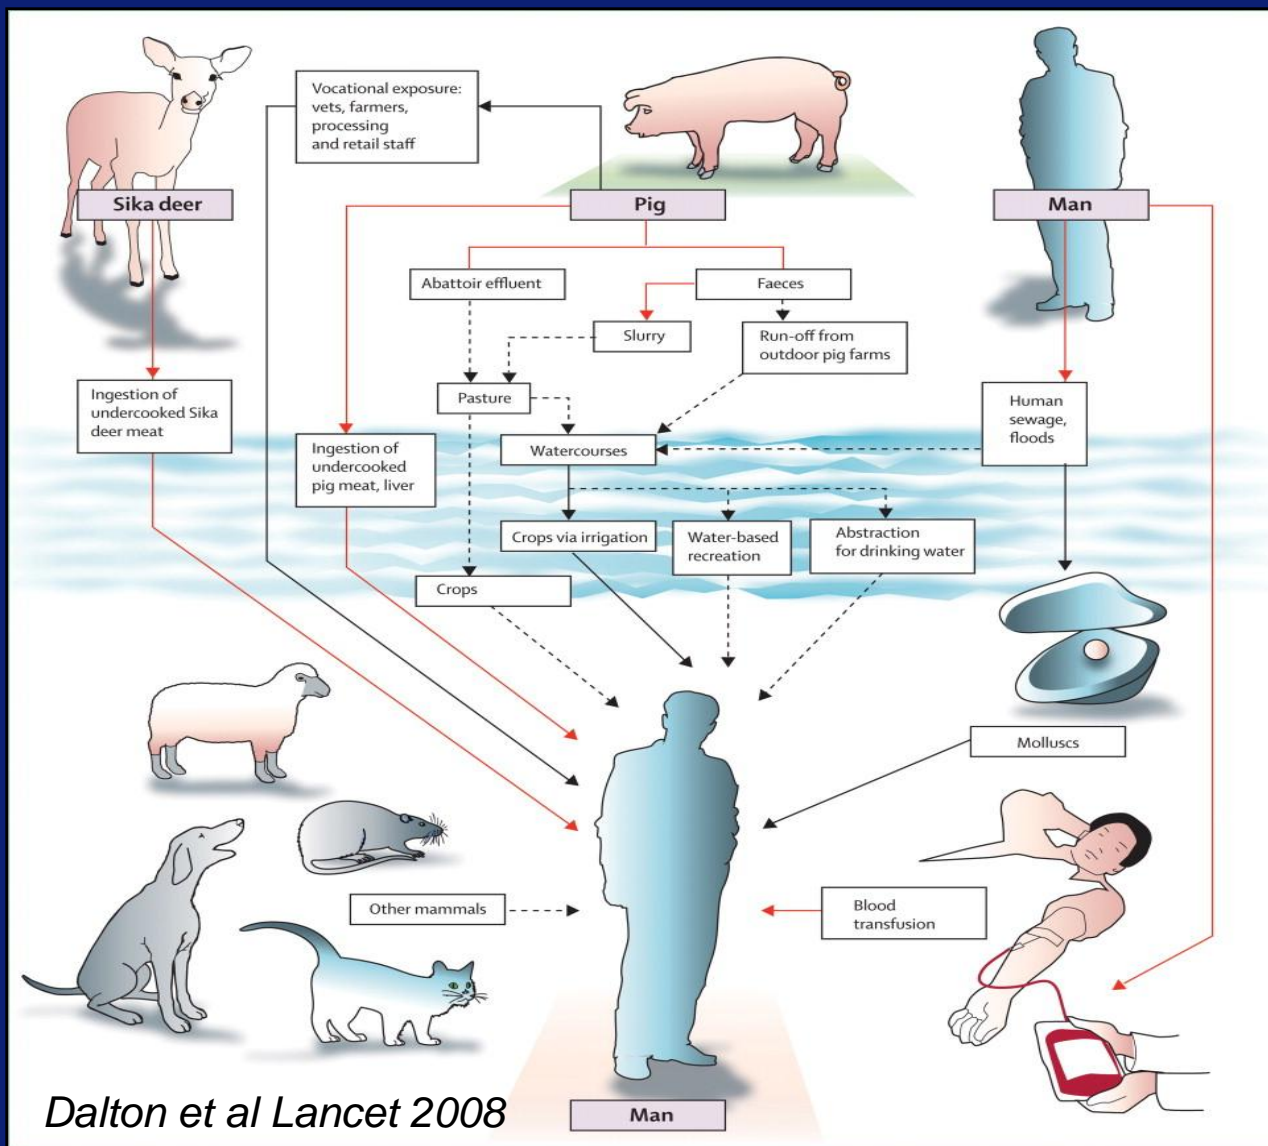 Vocational exposure:
vets, farmers,
processing
and retail staff
Sika deer
Pig
Man
Abattoir effluent
Faeces
Slurry
Run-off from
outdoor pig farms
Ingestion of
undercooked Sika
deer meat
Pasture
Human
sewage,
floods
Ingestion of
undercooked
pig meat, liver
Watercourses
Crops via irrigation
Water-based
recreation
Abstraction
for drinking water
Crops
Molluscs
Other mammals
Blood
transfusion
Man
Dalton et al Lancet 2008